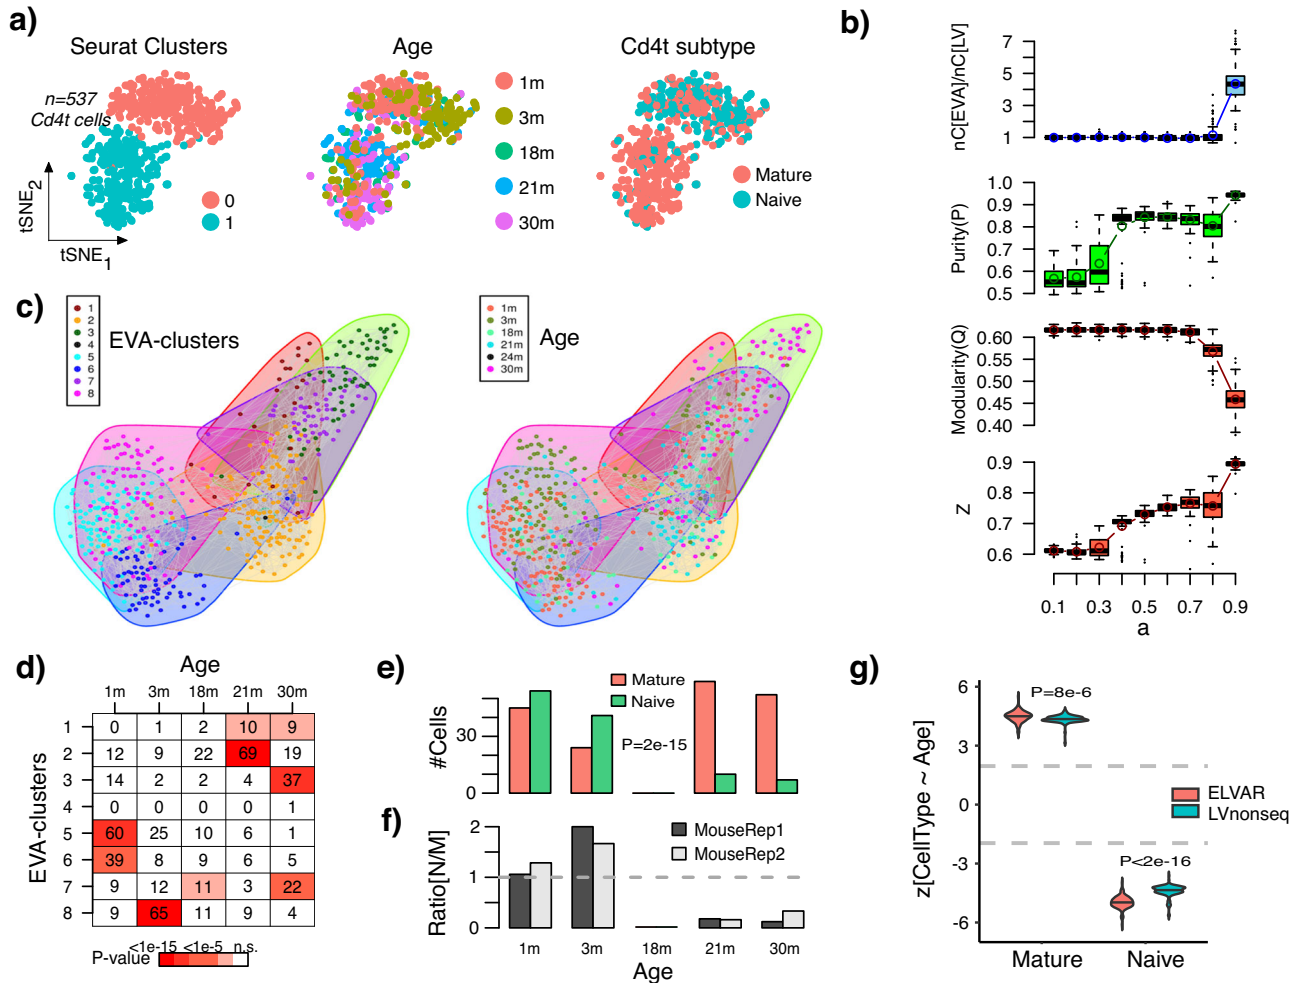 a)
Seurat Clusters
n=537
Cd4t cells
0
1
tSNE2
tSNE1
Age
1m
3m
18m
21m
30m
Cd4t subtype
Mature
Naive
b)
nC[EVA]/nC[LV]
7
5
3
1
Purity(P)
1.0
0.9
0.8
0.7
0.6
0.5
Modularity(Q)
0.60
0.55
0.50
0.45
0.40
Z
0.9
0.8
0.7
0.6
0.1 0.3 0.5 0.7 0.9
a
c)
1
2
3
4
5
6
7
8
EVA-clusters
1m
3m
18m
21m
24m
30m
Age
d)
Age
1m 3m 18m 21m 30m
EVA-clusters
1 0 1 2 10 9
2 12 9 22 69 19
3 14 2 2 4 37
4 0 0 0 0 1
5 60 25 10 6 1
6 39 8 9 6 5
7 9 12 11 3 22
8 9 65 11 9 4
<1e-15 <1e-5 n.s.
P-value
e)
Mature
Naive
#Cells
30
0
P=2e-15
f)
MouseRep1
MouseRep2
Ratio[N/M]
2
1
0
1m 3m 18m 21m 30m
Age
g)
z[CellType ~ Age]
6
3
0
-3
-6
P=8e-6
ELVAR
LVnonseq
P<2e-16
Mature Naive